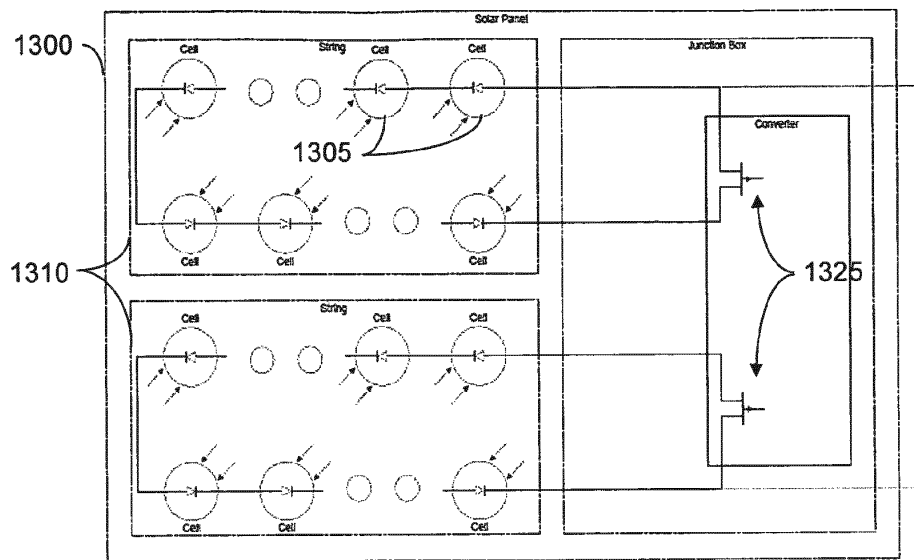 Solar Panel
1300
String
Junction Box
Cell
Cell
Cell
Converter
1305
Cell
Cell
Cell
1310
1325
String
Cell
Cell
Cell
Cell
Cell
Cell